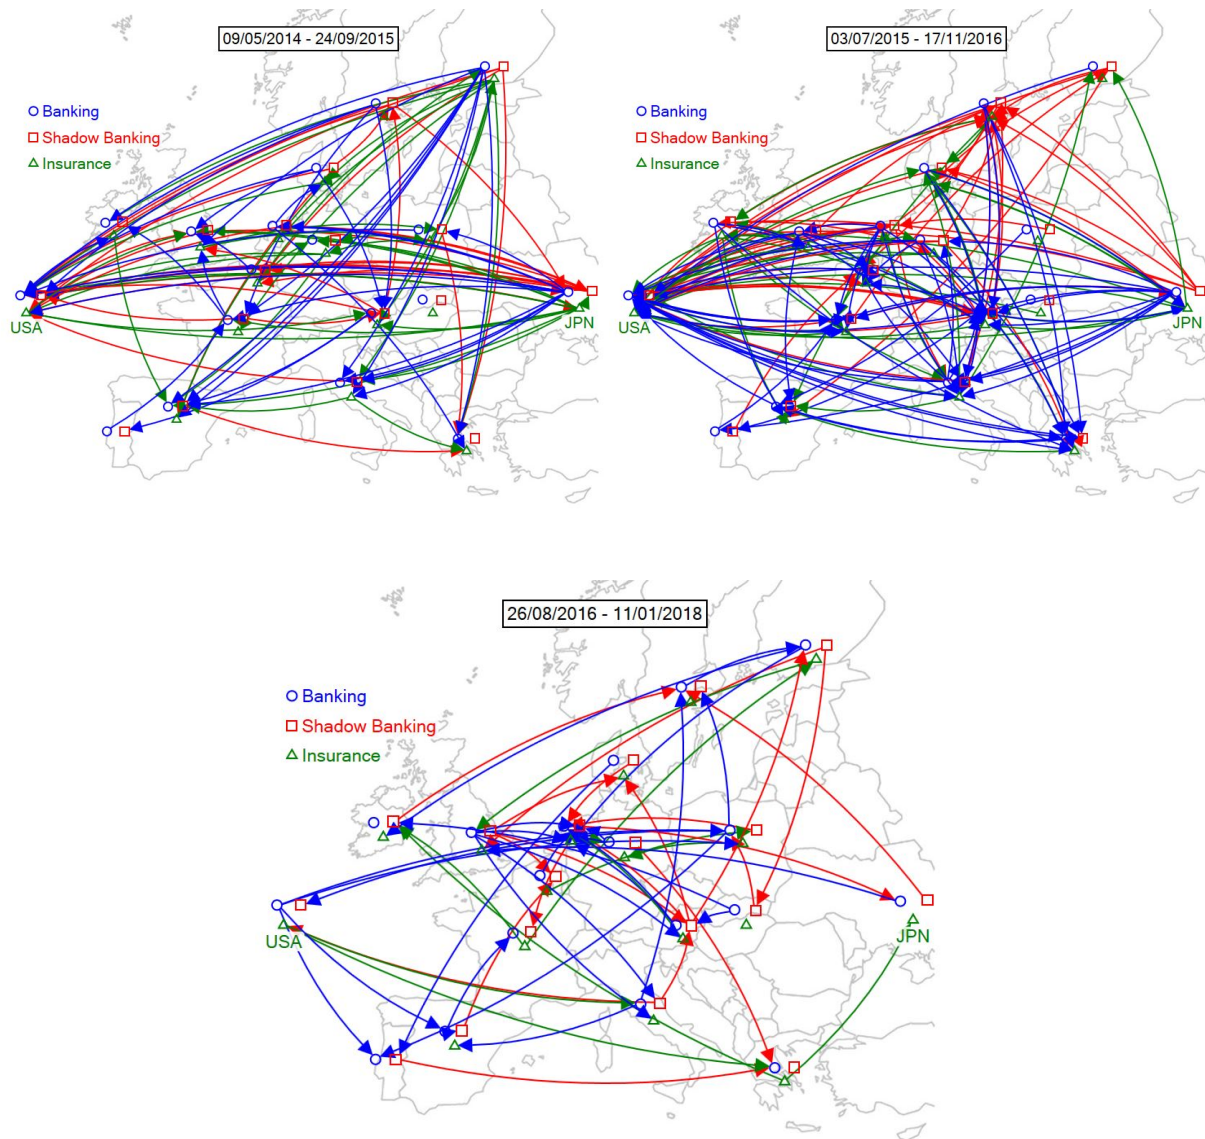 09/05/2014 - 24/09/2015
Banking
Shadow Banking
Insurance
USA
JPN
03/07/2015 - 17/11/2016
Banking
Shadow Banking
Insurance
USA
JPN
26/08/2016 - 11/01/2018
Banking
Shadow Banking
Insurance
USA
JPN